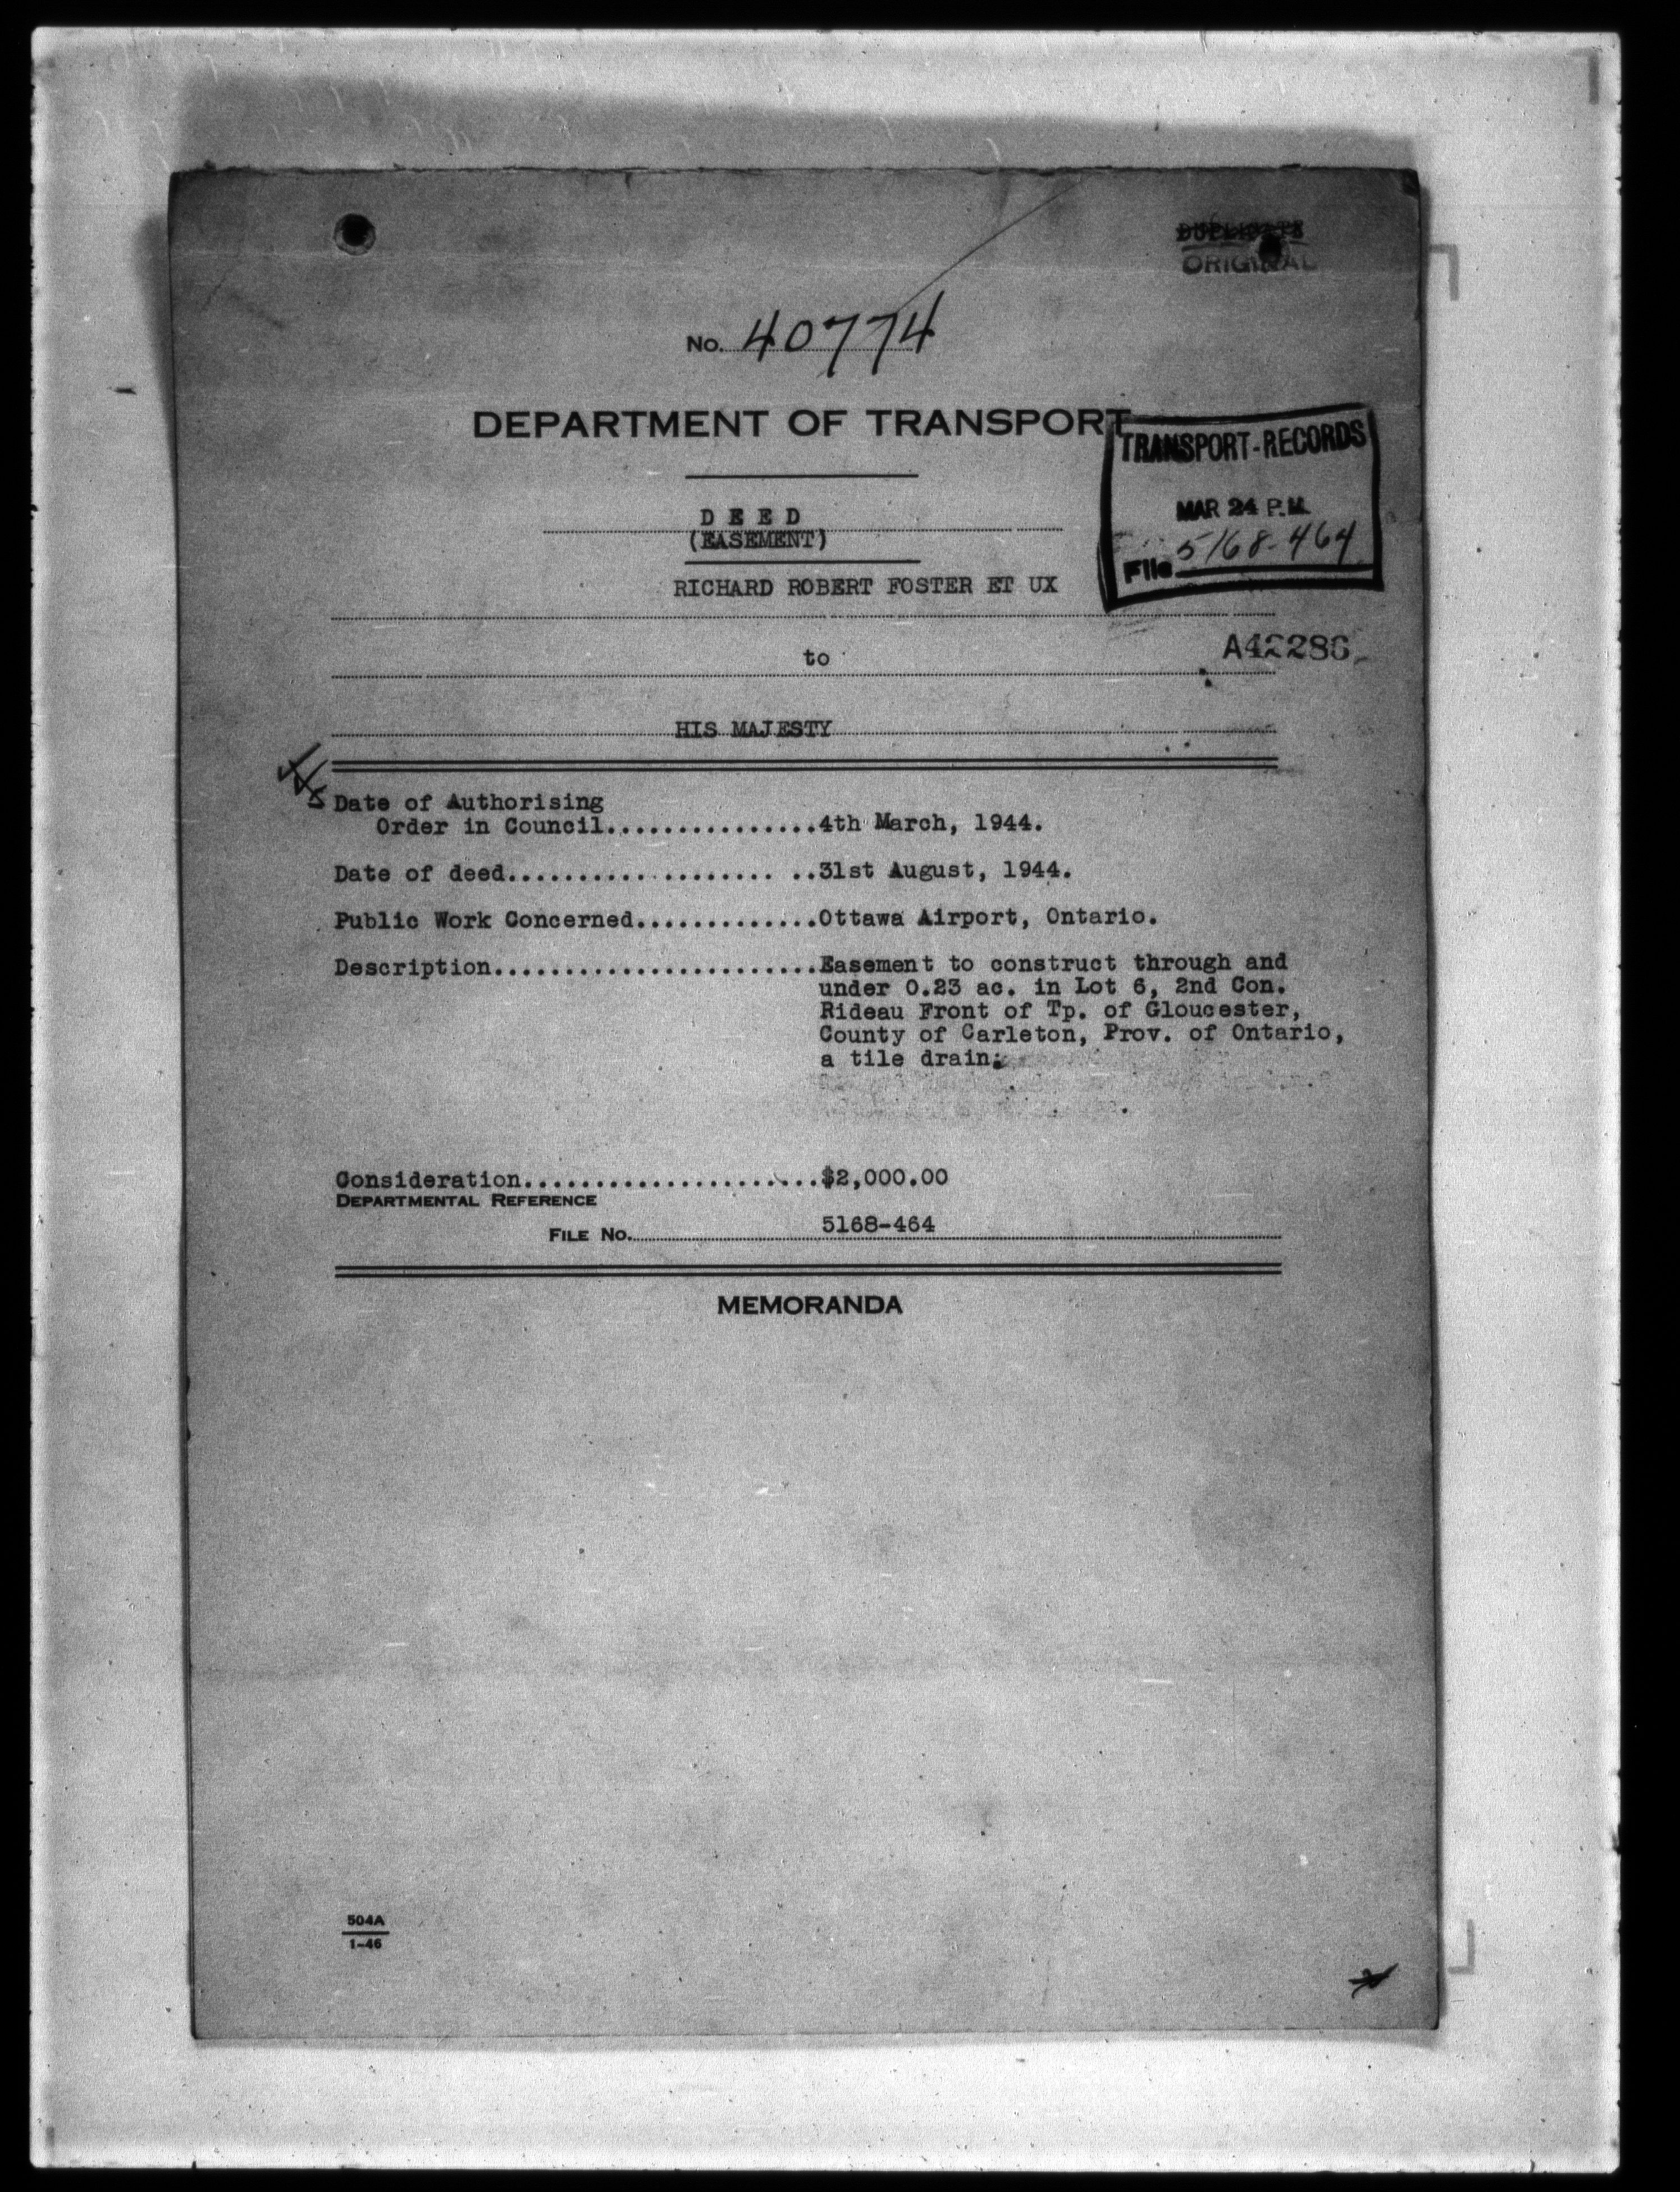 DUPLICATE
ORIGINAL
No. 40774
DEPARTMENT OF TRANSPORT
TRANSPORT-RECORDS
MAR 24 P.M.
File 5168-464
D E E D
(EASEMENT)
RICHARD ROBERT FOSTER ET UX
to
A42286
HIS MAJESTY
Date of Authorising
Order in Council...............4th March, 1944.
Date of deed................... ..31st August, 1944.
Public Work Concerned.............Ottawa Airport, Ontario.
Description.......................Easement to construct through and
under 0.23 ac. in Lot 6, 2nd Con.
Rideau Front of Tp. of Gloucester,
County of Carleton, Prov. of Ontario,
a tile drain.
Consideration.....................$2,000.00
DEPARTMENTAL REFERENCE
FILE No. 5168-464
MEMORANDA
504A
1-46